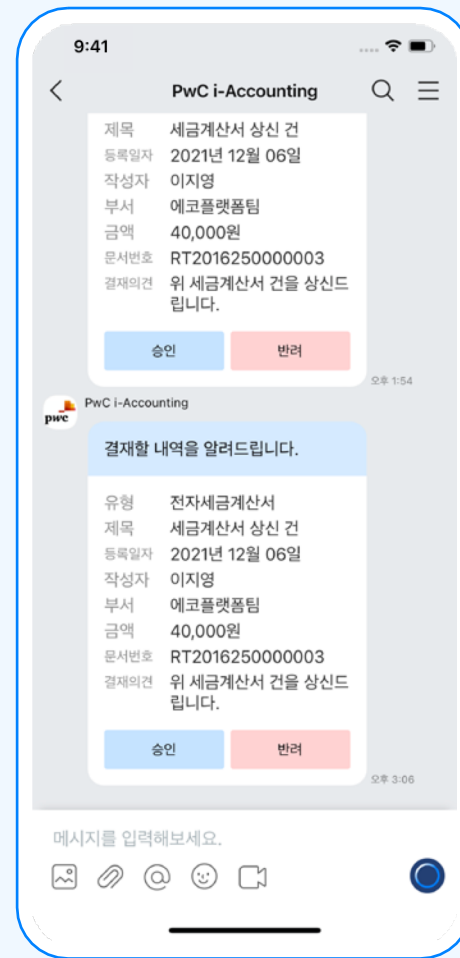 9:41
PwC i-Accounting
제목 세금계산서 상신 건
등록일자 2021년 12월 06일
작성자 이지영
부서 에코플랫폼팀
금액 40,000원
문서번호 RT2016250000003
결재의견 위 세금계산서 건을 상신드
립니다.
승인 반려
오후 1:54
pwc PwC i-Accounting
결재할 내역을 알려드립니다.
유형 전자세금계산서
제목 세금계산서 상신 건
등록일자 2021년 12월 06일
작성자 이지영
부서 에코플랫폼팀
금액 40,000원
문서번호 RT2016250000003
결재의견 위 세금계산서 건을 상신드
립니다.
승인 반려
오후 3:06
메시지를 입력해보세요.